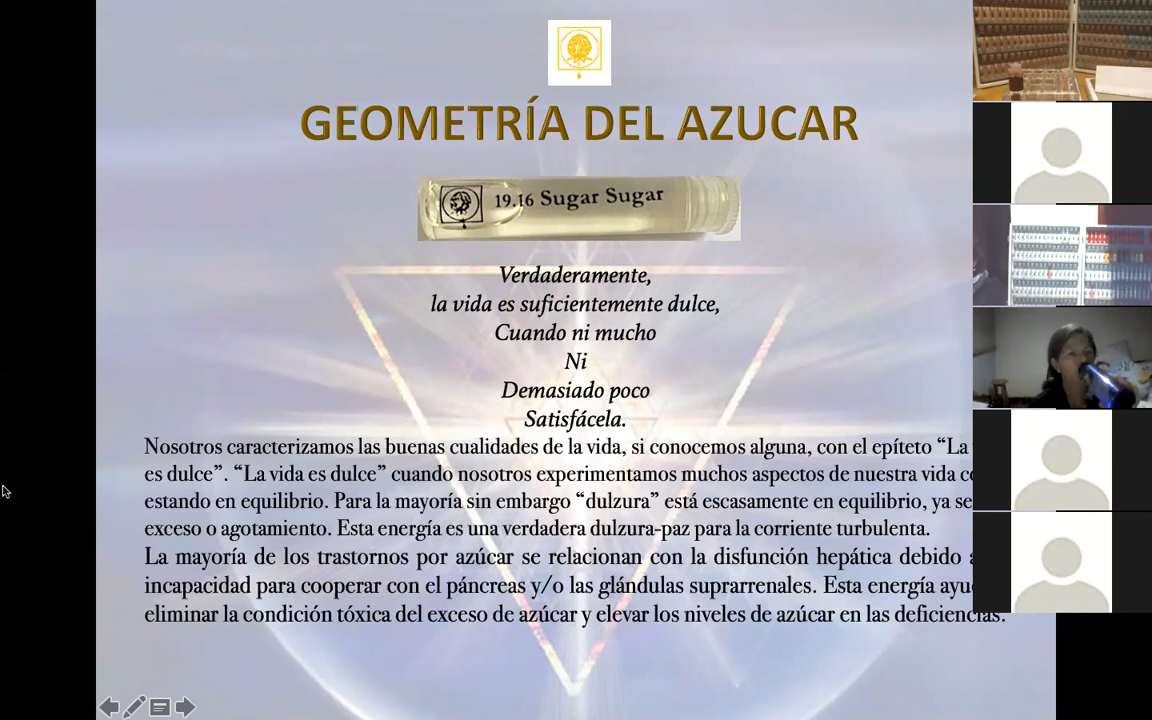 GEOMETRÍA DEL AZUCAR
19.16 Sugar Sugar
Verdaderamente,
la vida es suficientemente dulce,
Cuando ni mucho
Ni
Demasiado poco
Satisfácela.
Nosotros caracterizamos las buenas cualidades de la vida, si conocemos alguna, con el epíteto “La
es dulce”. “La vida es dulce” cuando nosotros experimentamos muchos aspectos de nuestra vida
estando en equilibrio. Para la mayoría sin embargo “dulzura” está escasamente en equilibrio, ya
exceso o agotamiento. Esta energía es una verdadera dulzura-paz para la corriente turbulenta.
La mayoría de los trastornos por azúcar se relacionan con la disfunción hepática debido
incapacidad para cooperar con el páncreas y/o las glándulas suprarrenales. Esta energía
eliminar la condición tóxica del exceso de azúcar y elevar los niveles de azúcar en las deficiencias.